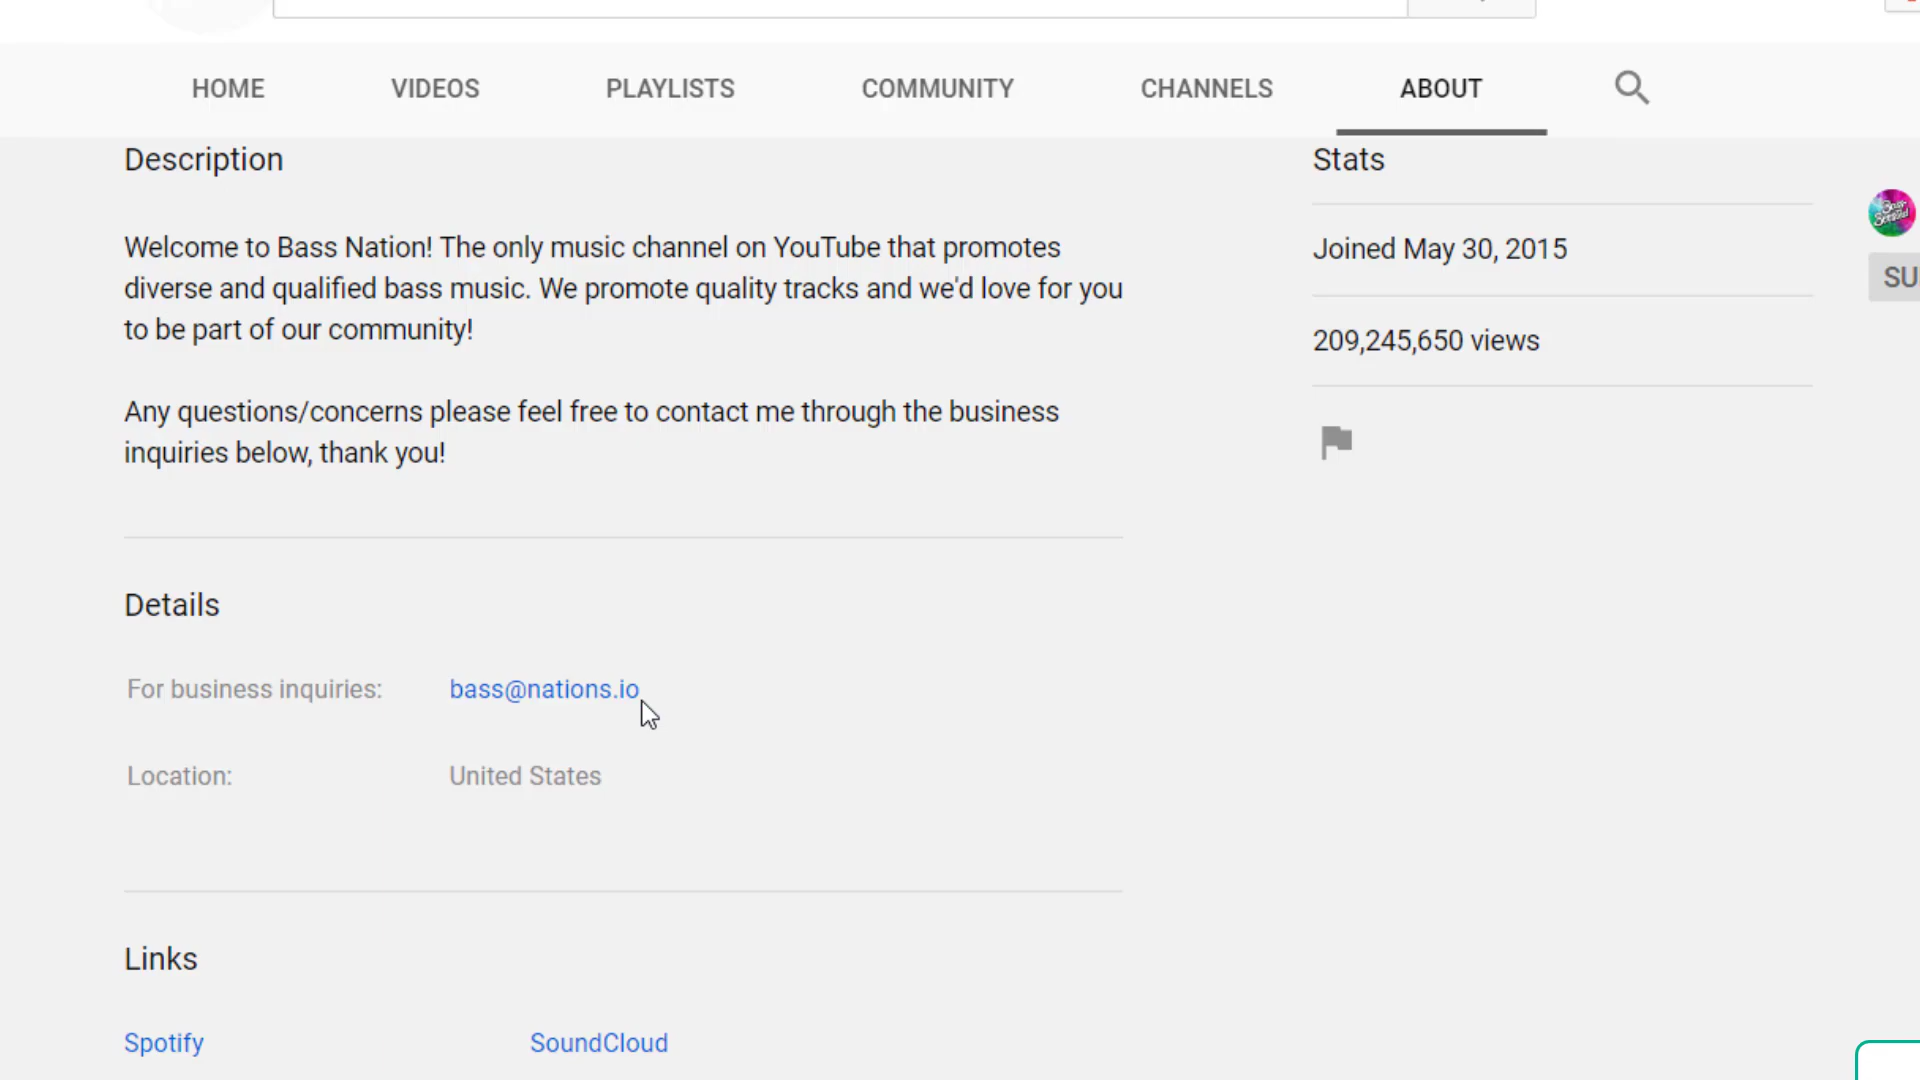 HOME VIDEOS PLAYLISTS COMMUNITY CHANNELS ABOUT
Description
Welcome to Bass Nation! The only music channel on YouTube that promotes
diverse and qualified bass music. We promote quality tracks and we'd love for you
to be part of our community!
Any questions/concerns please feel free to contact me through the business
inquiries below, thank you!
Stats
Joined May 30, 2015
209,245,650 views
SU
Details
For business inquiries: bass@nations.io
Location: United States
Links
Spotify SoundCloud